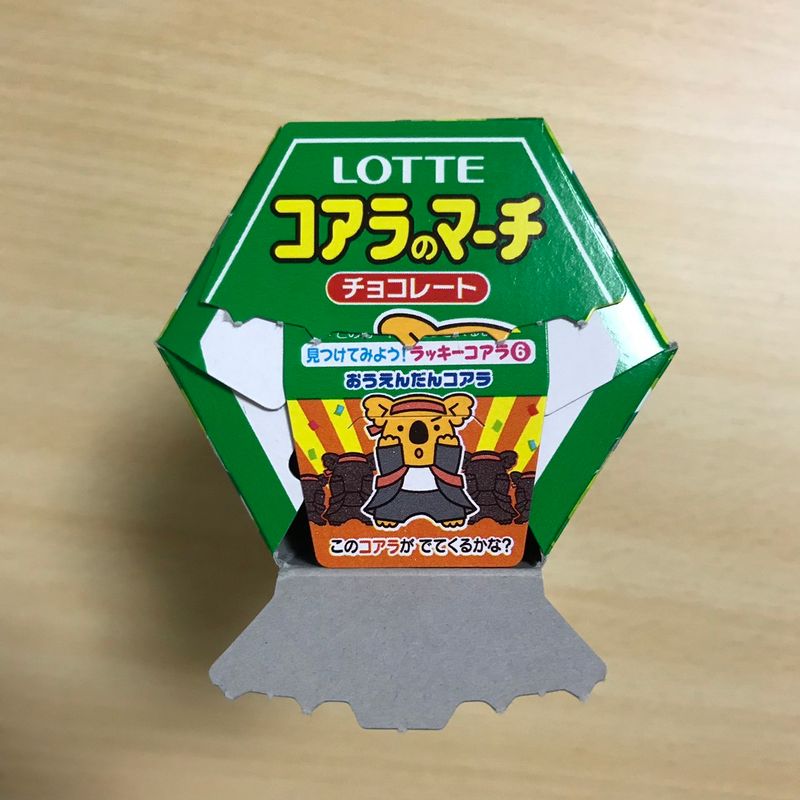 LOTTE
コアラのマーチ
チョコレート
見つけてみよう!ラッキーコアラ⑥
おうえんだんコアラ
このコアラが でてくるかな?